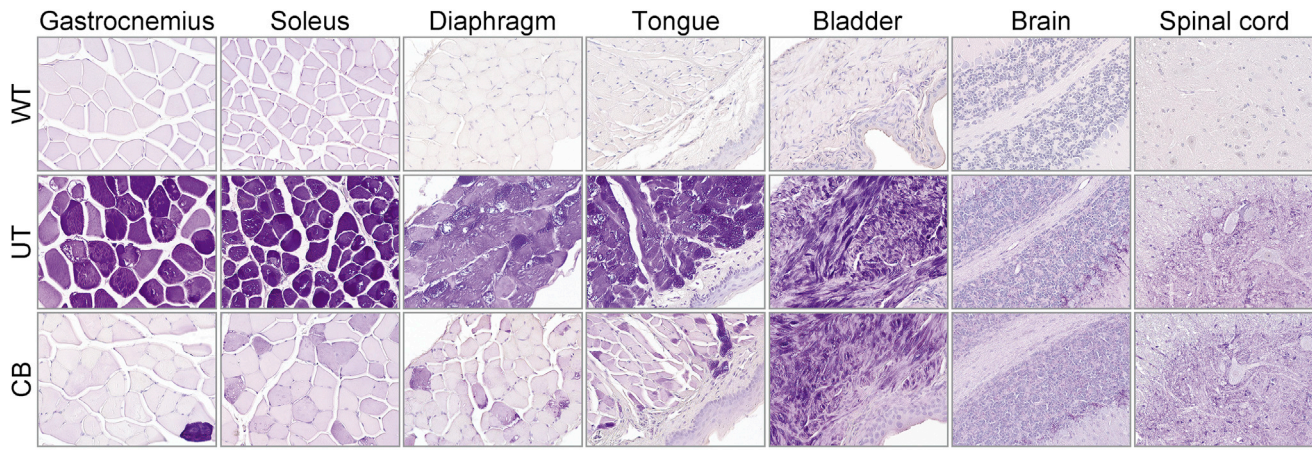 Gastrocnemius Soleus Diaphragm Tongue Bladder Brain Spinal cord
WT
UT
CB